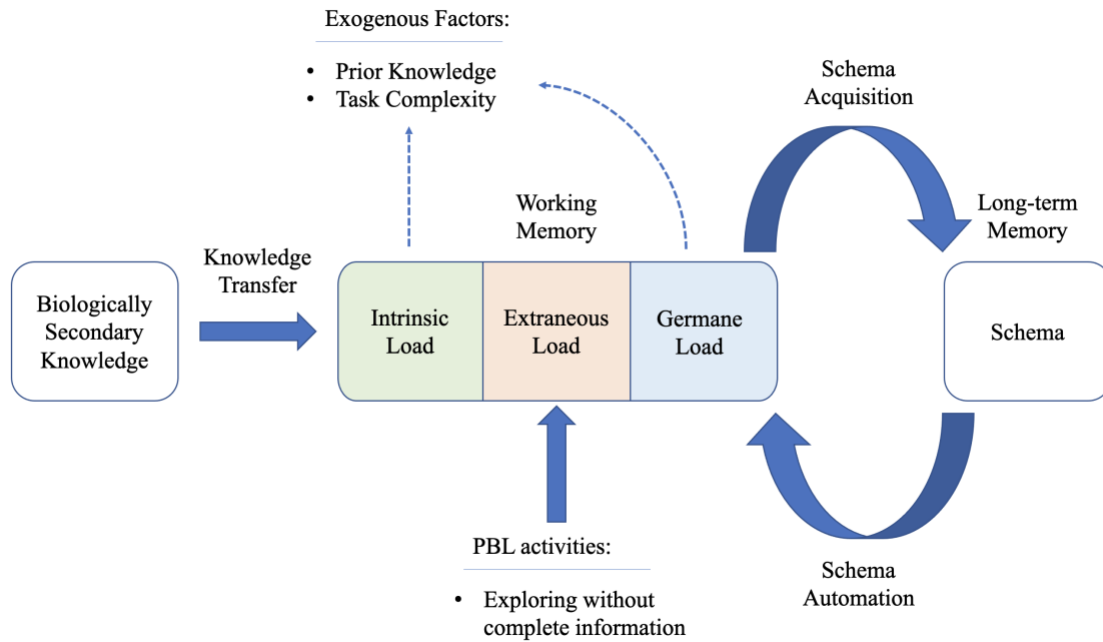 Exogenous Factors:
• Prior Knowledge
• Task Complexity
Schema
Acquisition
Working
Memory
Long-term
Memory
Knowledge
Transfer
Biologically
Secondary
Knowledge
Intrinsic
Load
Extraneous
Load
Germane
Load
Schema
PBL activities:
• Exploring without
complete information
Schema
Automation